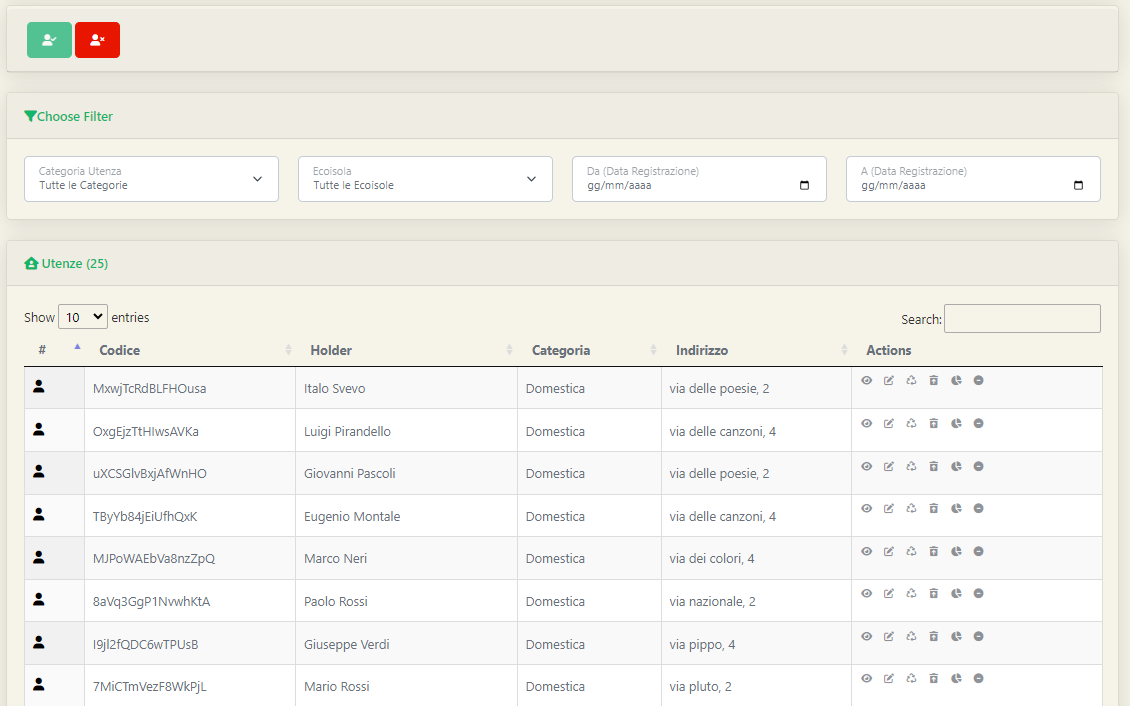 Choose Filter
Categoria Utenza
Tutte le Categorie
Ecoisola
Tutte le Ecoisole
Da (Data Registrazione)
gg/mm/aaaa
A (Data Registrazione)
gg/mm/aaaa
Utenze (25)
Show 10 entries
Search:
# Codice Holder Categoria Indirizzo Actions
MxwjTcRdBLFHOusa Italo Svevo Domestica via delle poesie, 2
OxgEjzTtHIwsAVKa Luigi Pirandello Domestica via delle canzoni, 4
uXCSGlvBxjAfWnHO Giovanni Pascoli Domestica via delle poesie, 2
TByYb84jEiUfhQxK Eugenio Montale Domestica via delle canzoni, 4
MJPoWAEbVa8nzZpQ Marco Neri Domestica via dei colori, 4
8aVq3GgP1NvwhKtA Paolo Rossi Domestica via nazionale, 2
I9jl2fQDC6wTPUsB Giuseppe Verdi Domestica via pippo, 4
7MiCTmVezF8WkPjL Mario Rossi Domestica via pluto, 2